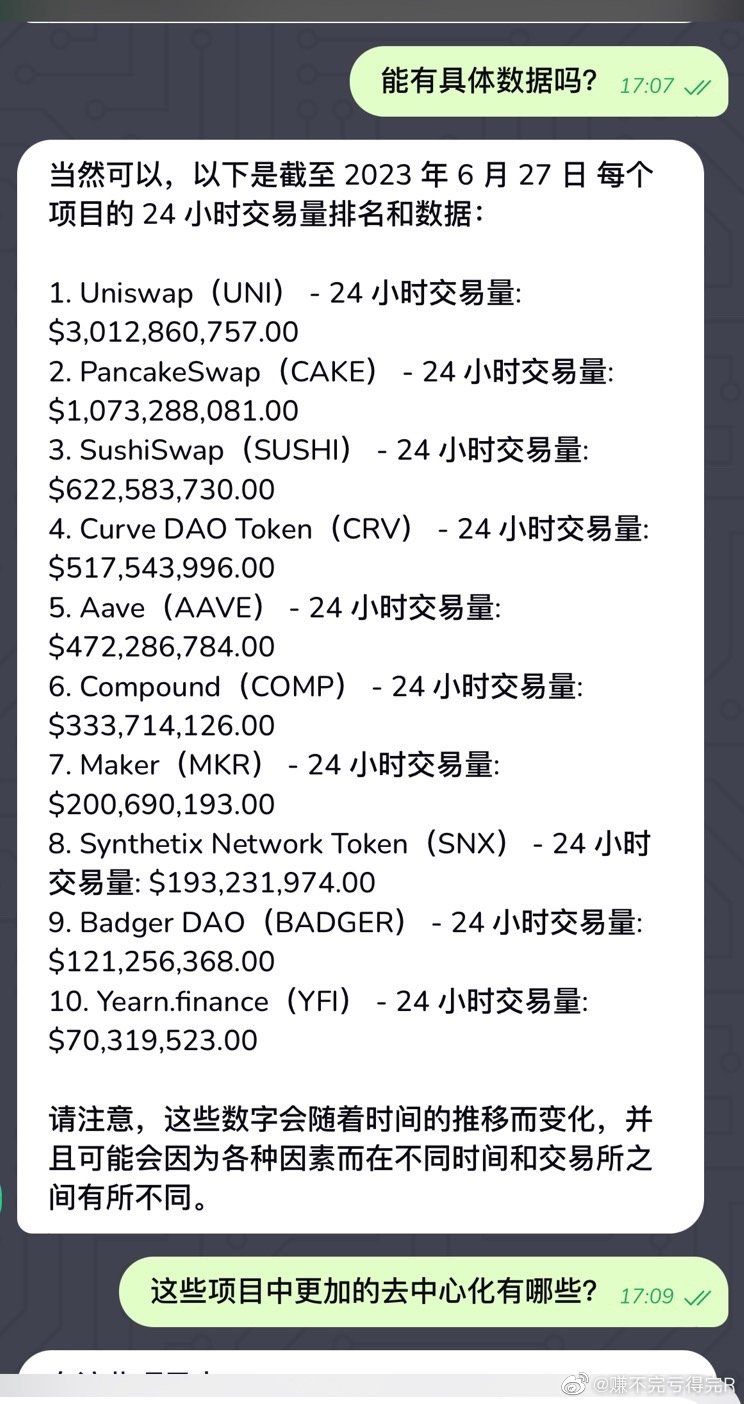 能有具体数据吗？ 17:07
当然可以，以下是截至 2023 年 6 月 27 日 每个
项目的 24 小时交易量排名和数据：
1. Uniswap（UNI） - 24 小时交易量:
$3,012,860,757.00
2. PancakeSwap（CAKE） - 24 小时交易量:
$1,073,288,081.00
3. SushiSwap（SUSHI） - 24 小时交易量:
$622,583,730.00
4. Curve DAO Token（CRV） - 24 小时交易量:
$517,543,996.00
5. Aave（AAVE） - 24 小时交易量:
$472,286,784.00
6. Compound（COMP） - 24 小时交易量:
$333,714,126.00
7. Maker（MKR） - 24 小时交易量:
$200,690,193.00
8. Synthetix Network Token（SNX） - 24 小时
交易量: $193,231,974.00
9. Badger DAO（BADGER） - 24 小时交易量:
$121,256,368.00
10. Yearn.finance（YFI） - 24 小时交易量:
$70,319,523.00
请注意，这些数字会随着时间的推移而变化，并
且可能会因为各种因素而在不同时间和交易所之
间有所不同。
这些项目中更加的去中心化有哪些？ 17:09
@赚不完亏得完R